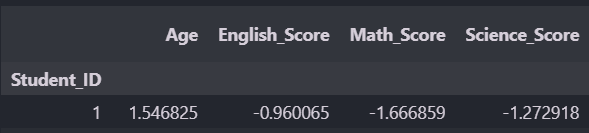 Age English_Score Math_Score Science_Score
Student_ID
1 1.546825 -0.960065 -1.666859 -1.272918